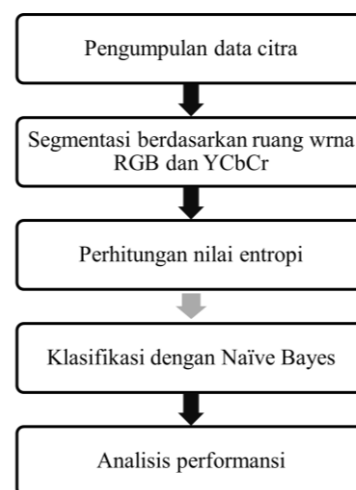 Pengumpulan data citra
Segmentasi berdasarkan ruang wrna
RGB dan YCbCr
Perhitungan nilai entropi
Klasifikasi dengan Naïve Bayes
Analisis performansi